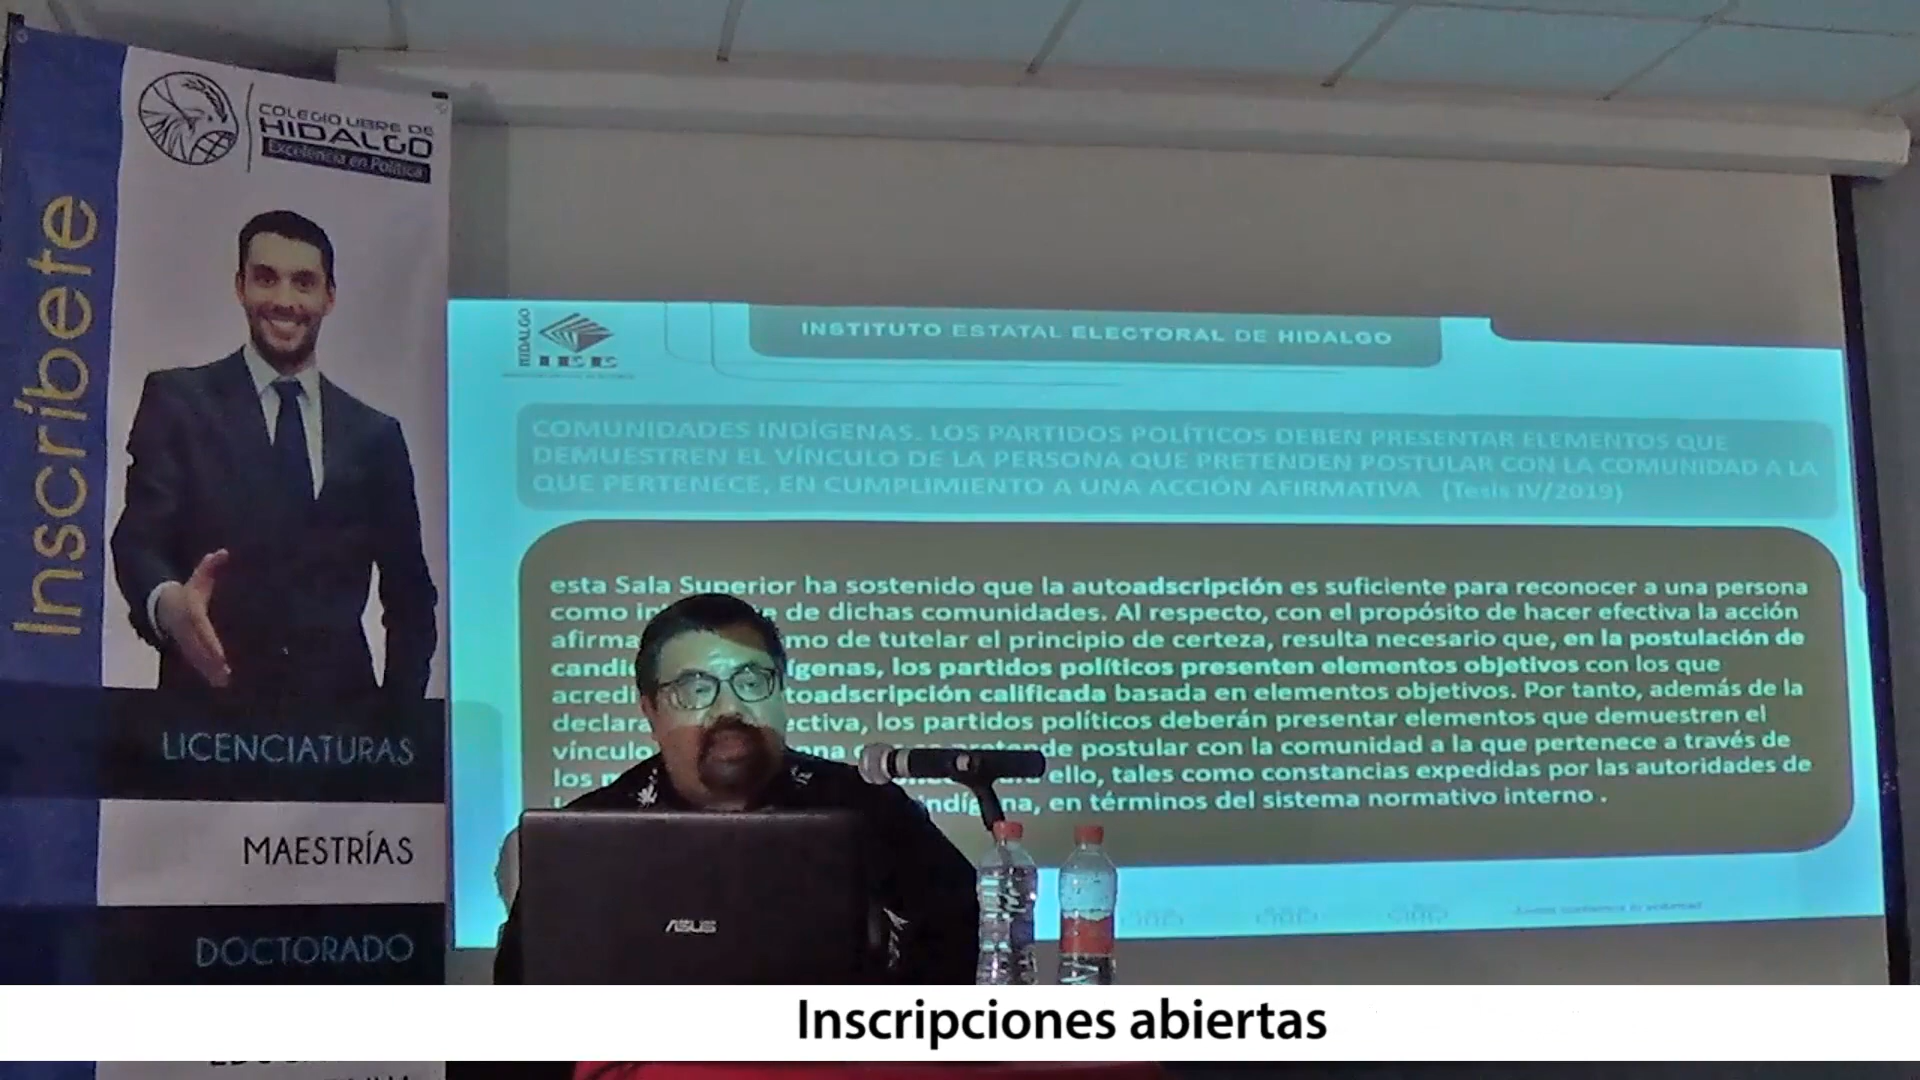 Inscríbete
COLEGIO LIBRE DE
HIDALGO
Excelencia en Política
LICENCIATURAS
MAESTRÍAS
DOCTORADO
HIDALGO
IEE
INSTITUTO ESTATAL ELECTORAL DE HIDALGO
COMUNIDADES INDÍGENAS. LOS PARTIDOS POLÍTICOS DEBEN PRESENTAR ELEMENTOS QUE
DEMUESTREN EL VÍNCULO DE LA PERSONA QUE PRETENDEN POSTULAR CON LA COMUNIDAD A LA
QUE PERTENECE, EN CUMPLIMIENTO A UNA ACCIÓN AFIRMATIVA (Tesis IV/2019)
esta Sala Superior ha sostenido que la autoadscripción es suficiente para reconocer a una persona
como de dichas comunidades. Al respecto, con el propósito de hacer efectiva la acción
de tutelar el principio de certeza, resulta necesario que, en la postulación de
los partidos políticos presenten elementos objetivos con los que
calificada basada en elementos objetivos. Por tanto, además de la
los partidos políticos deberán presentar elementos que demuestren el
vínculo postular con la comunidad a la que pertenece a través de
los ello, tales como constancias expedidas por las autoridades de
en términos del sistema normativo interno .
ASUS
Inscripciones abiertas